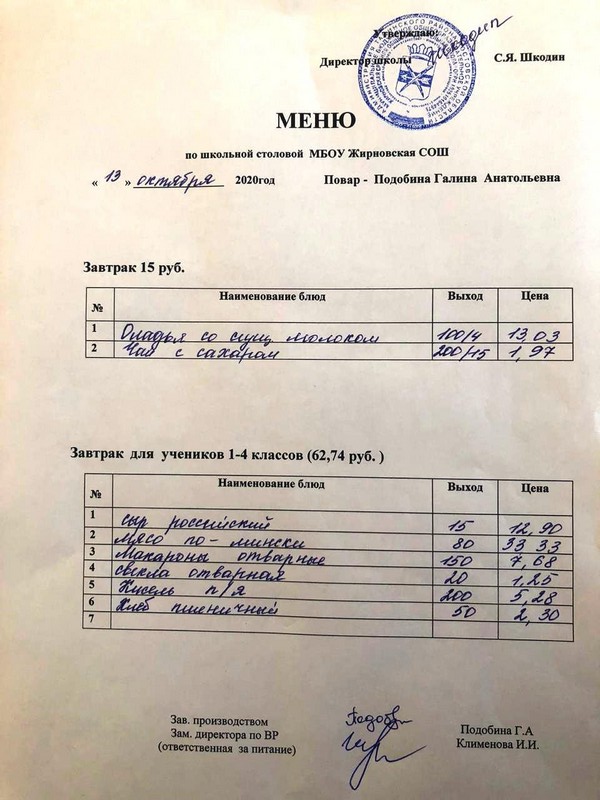 Утверждаю:
Директор школы С.Я. Шкодин
МЕНЮ
по школьной столовой МБОУ Жирновская СОШ
« 13 » октября 2020год Повар - Подобина Галина Анатольевна
Завтрак 15 руб.
№ Наименование блюд Выход Цена
1 Оладья со сгущ молоком 100/4 13,03
2 Чай с сахаром 200/15 1,97
Завтрак для учеников 1-4 классов (62,74 руб. )
№ Наименование блюд Выход Цена
1 сыр российский 15 12,90
2 мясо по-мински 80 33 33
3 Макароны отварные 150 7,68
4 свекла отварная 20 1,25
5 Кисель п/я 200 5,28
6 Хлеб пшеничный 50 2,30
7
Зав. производством Подобина Г.А
Зам. директора по ВР Клименова И.И.
(ответственная за питание)